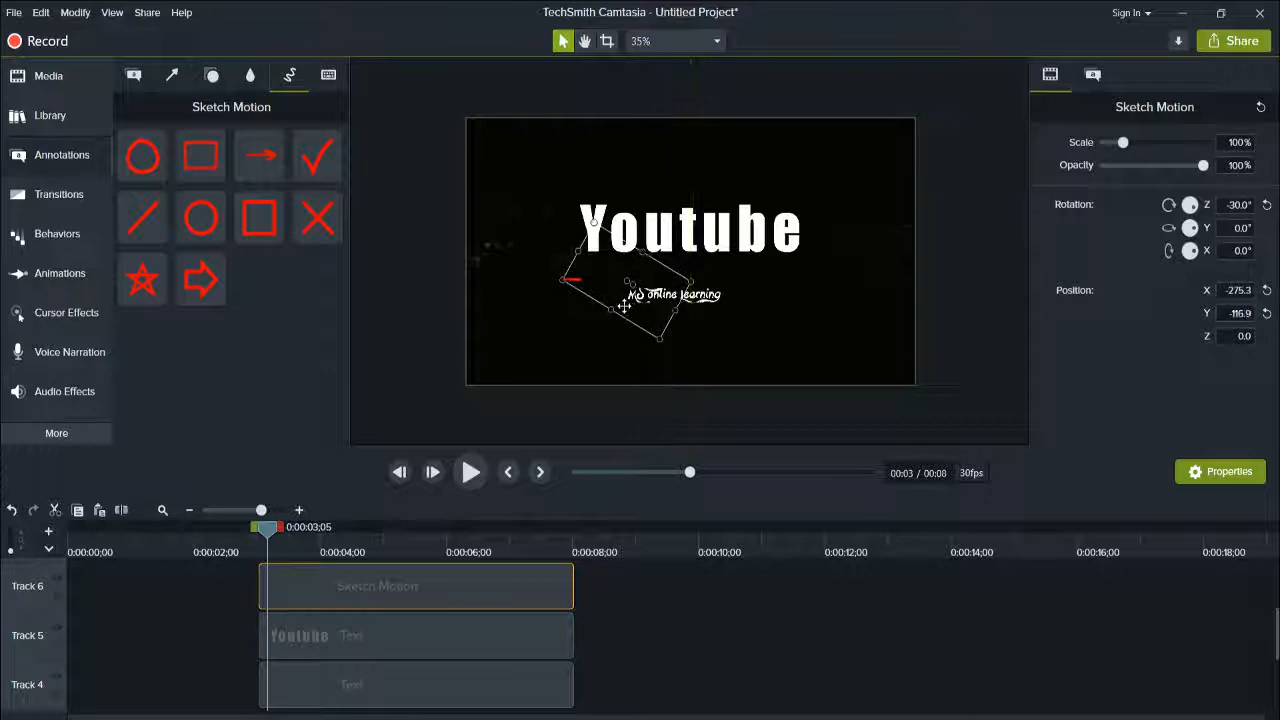 File Edit Modify View Share Help TechSmith Camtasia - Untitled Project* Sign In
Record 35% Share
Media
Library
Annotations
Transitions
Behaviors
Animations
Cursor Effects
Voice Narration
Audio Effects
More
Sketch Motion
Youtube
MJ online learning
Sketch Motion
Scale 100%
Opacity 100%
Rotation: Z -30.0°
Y 0.0°
X 0.0°
Position: X -275.3
Y -116.9
Z 0.0
00:03 / 00:08 30fps
Properties
0:00:03;05
0:00:00;00 0:00:02;00 0:00:04;00 0:00:06;00 0:00:08;00 0:00:10;00 0:00:12;00 0:00:14;00 0:00:16;00 0:00:18;00
Track 6 Sketch Motion
Track 5 Youtube Text
Track 4 Text